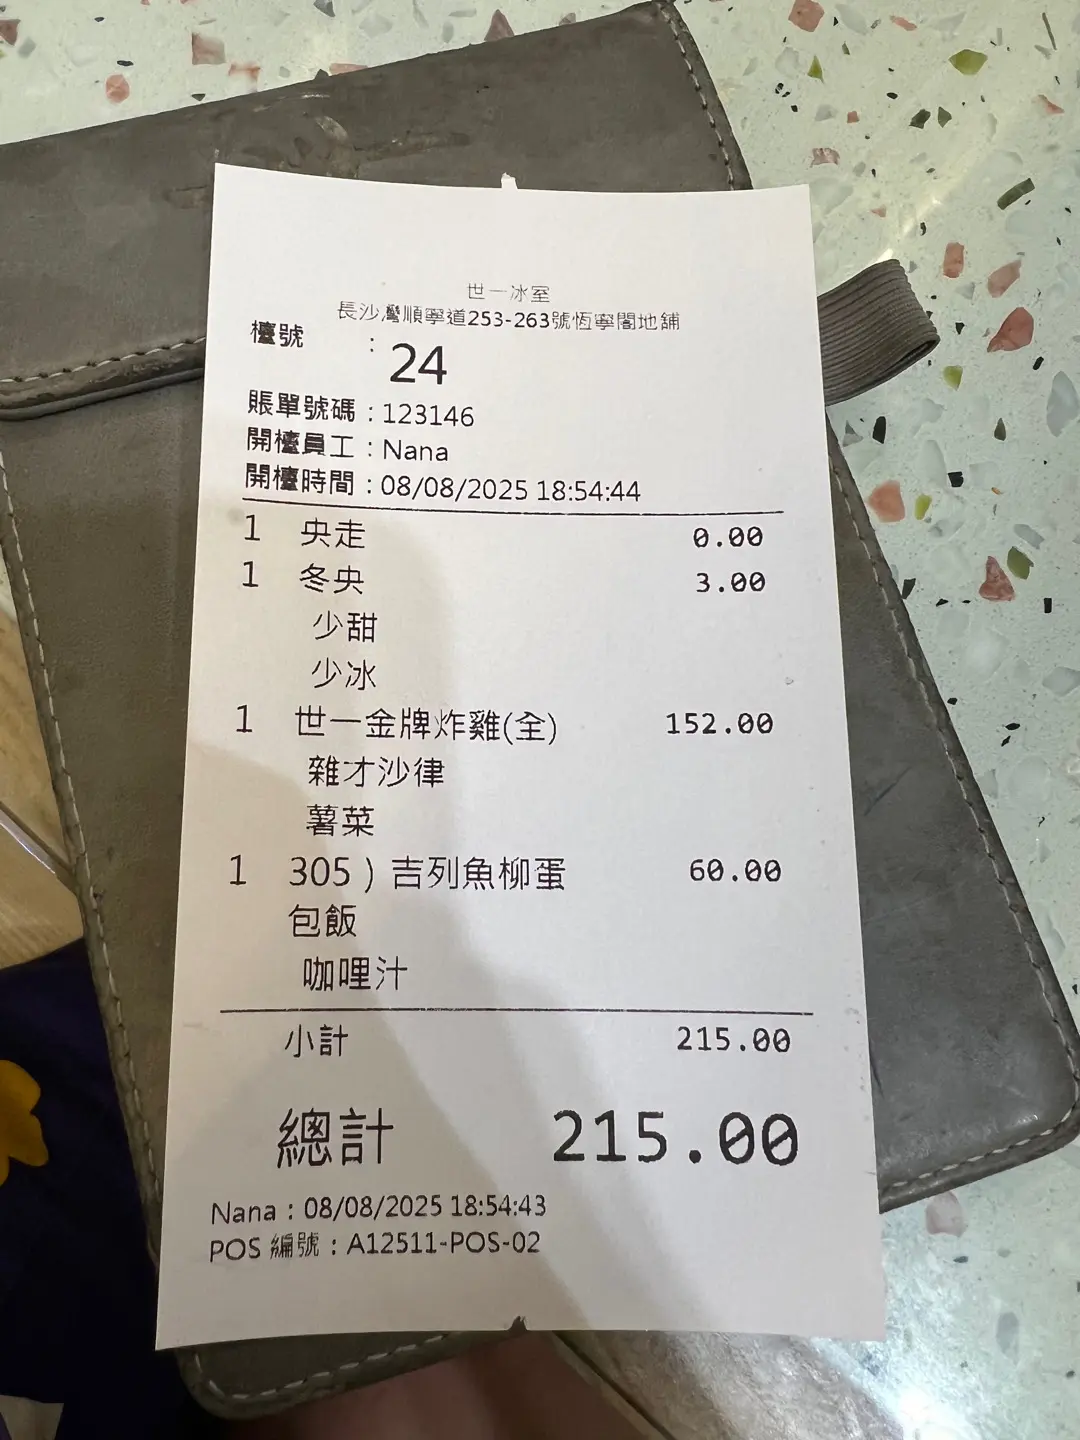 世一冰室
長沙灣順寧道253-263號恆寧閣地舖
檯號 : 24
賬單號碼 : 123146
開檯員工 : Nana
開檯時間 : 08/08/2025 18:54:44
1 央走 0.00
1 冬央 3.00
少甜
少冰
1 世一金牌炸雞(全) 152.00
雜才沙律
薯菜
1 305 ) 吉列魚柳蛋 60.00
包飯
咖哩汁
小計 215.00
總計 215.00
Nana : 08/08/2025 18:54:43
POS 編號 : A12511-POS-02